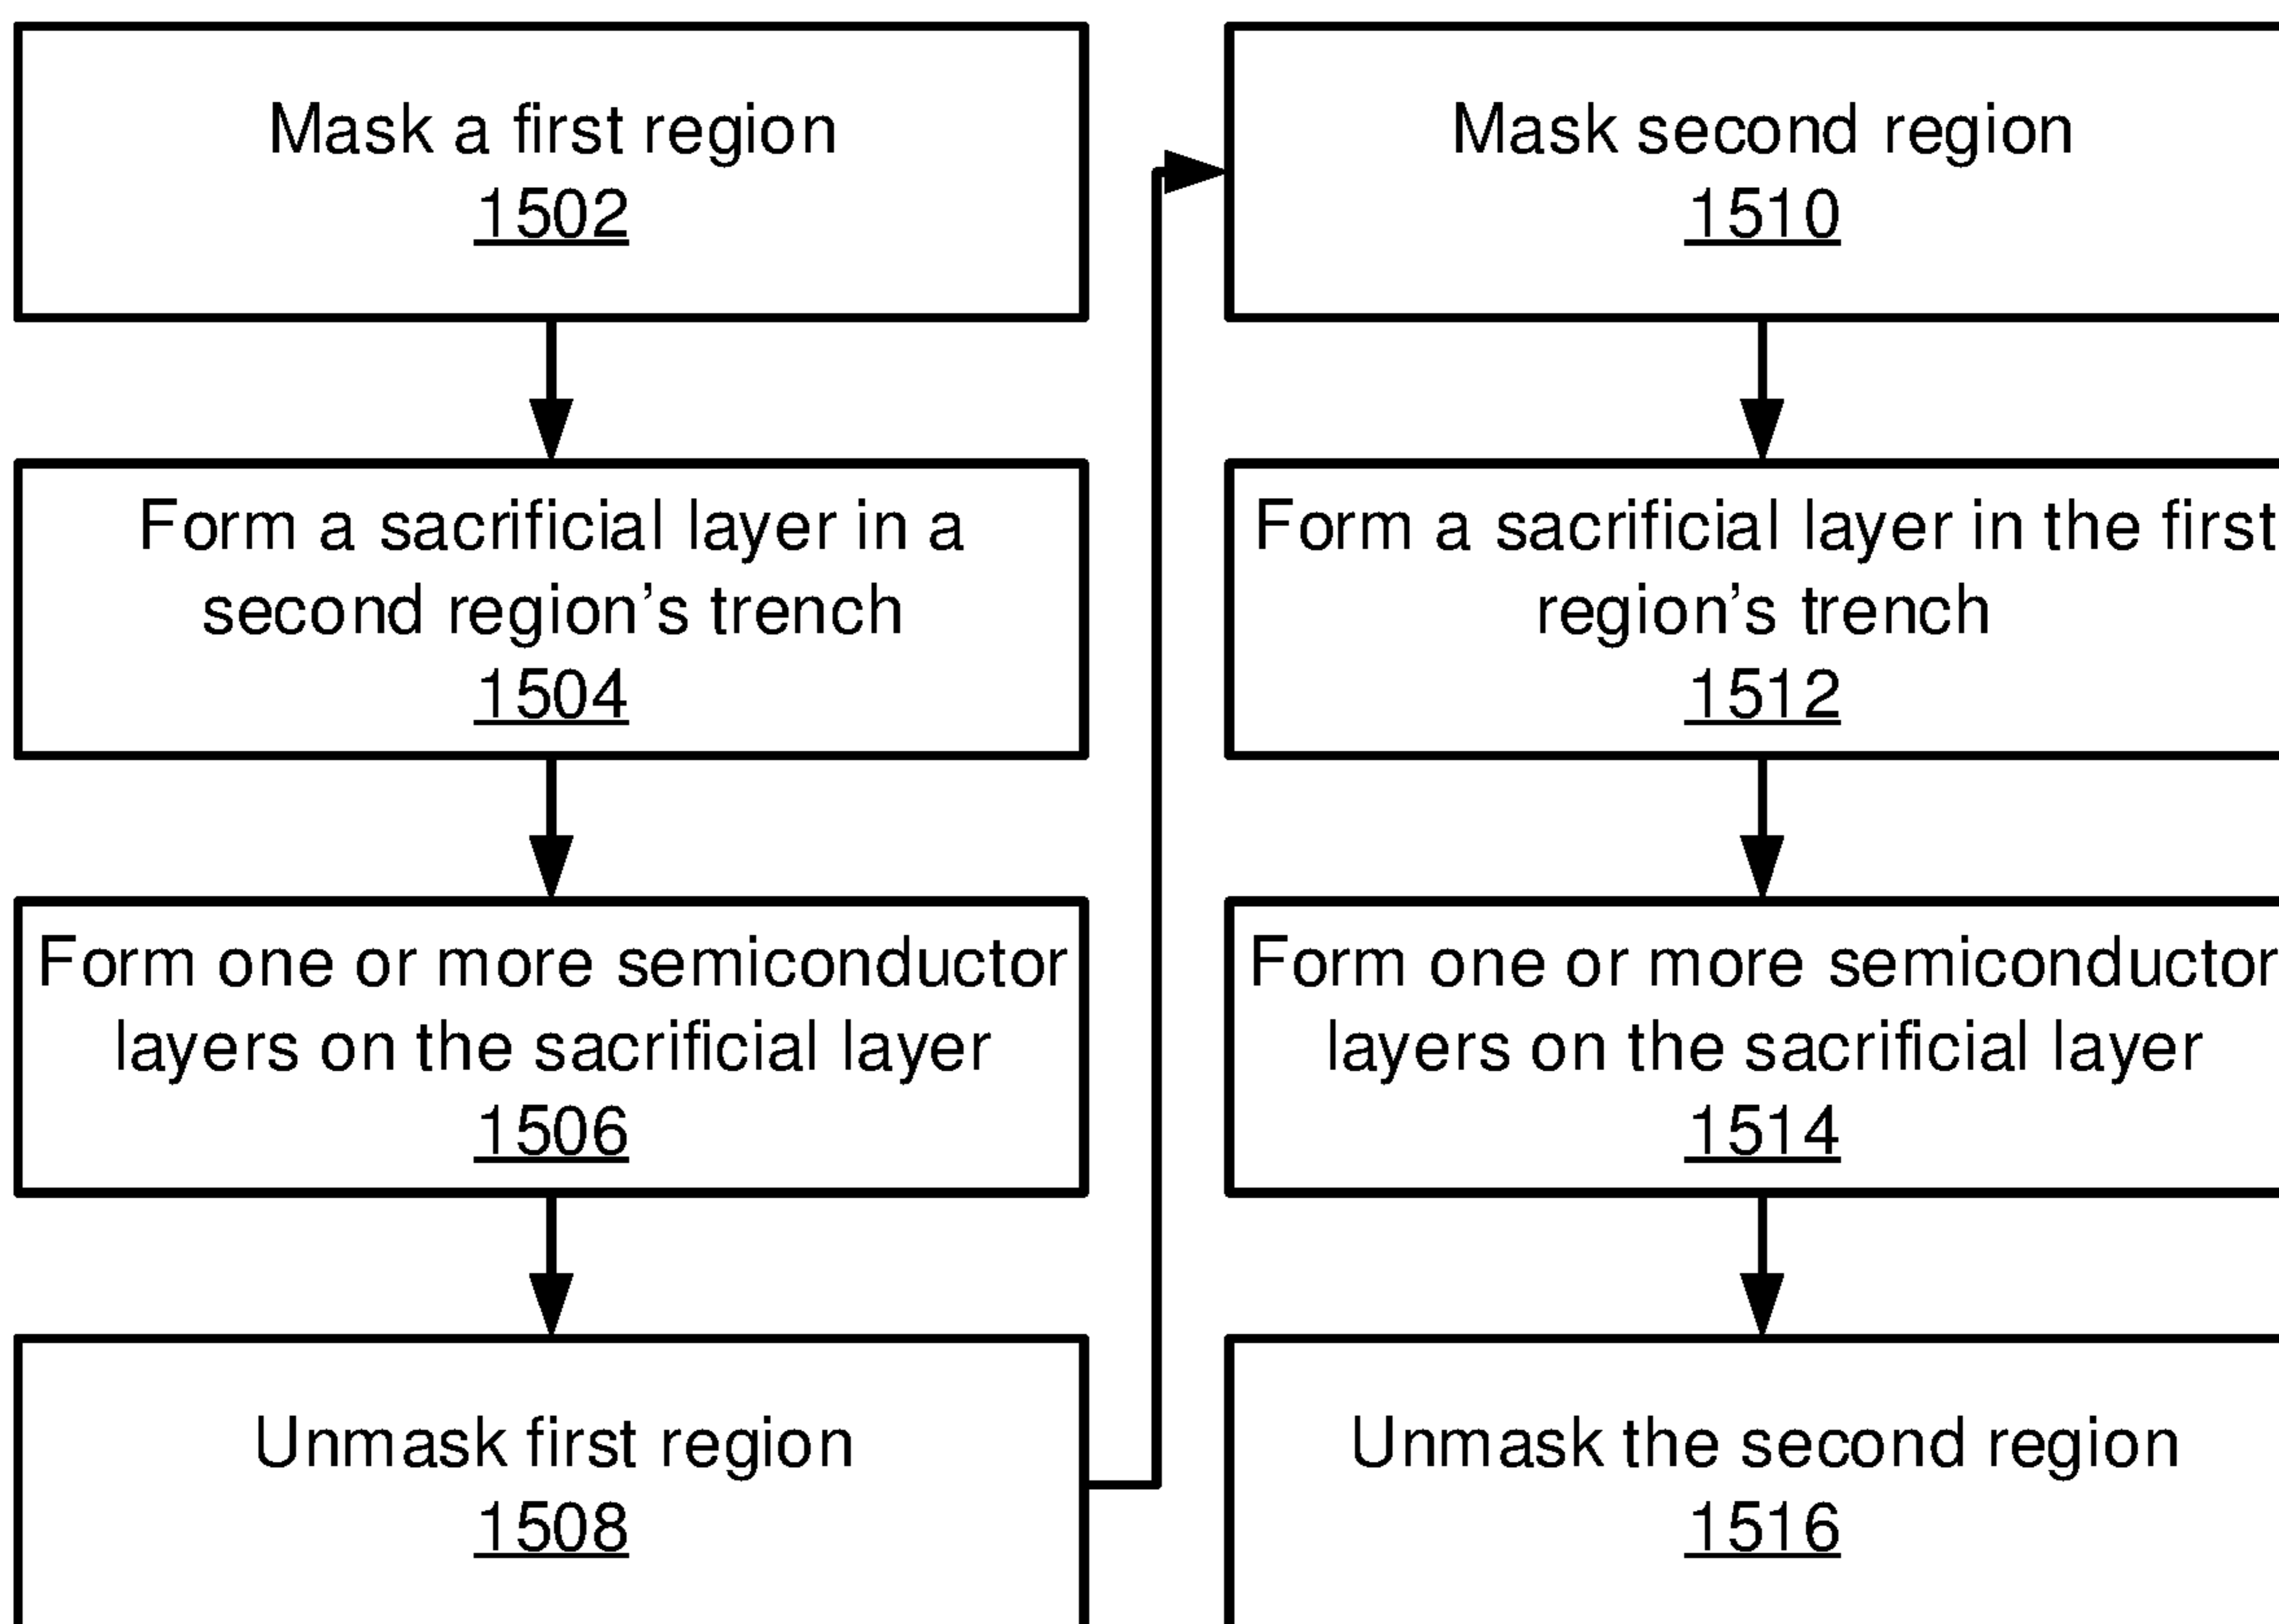 Mask a first region
1502
Form a sacrificial layer in a
second region’s trench
1504
Form one or more semiconductor
layers on the sacrificial layer
1506
Unmask first region
1508
Mask second region
1510
Form a sacrificial layer in the first
region’s trench
1512
Form one or more semiconductor
layers on the sacrificial layer
1514
Unmask the second region
1516